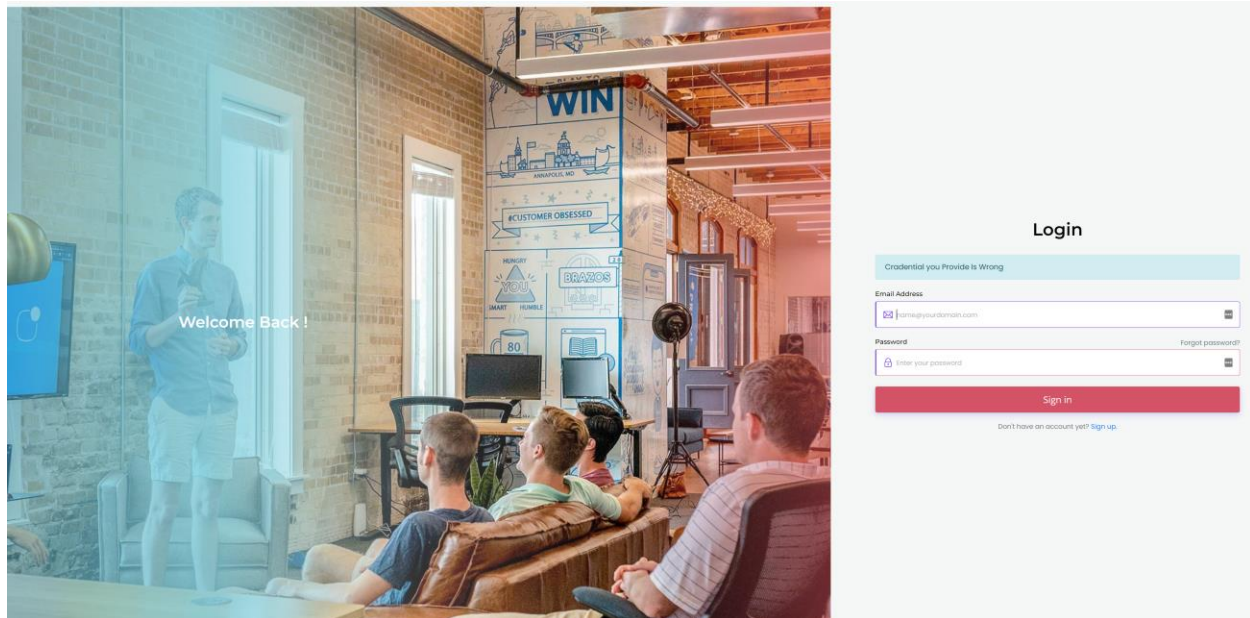 WIN
ANNAPOLIS, MD
#CUSTOMER OBSESSED
HUNGRY
YOU
SMART HUMBLE
BRAZOS
80
Welcome Back !
Login
Cradential you Provide Is Wrong
Email Address
name@yourdomain.com
Password Forgot password?
Enter your password
Sign in
Don't have an account yet? Sign up.